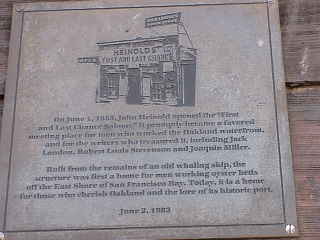 HEINOLD'S
FIRST AND LAST CHANCE
On June 1, 1883, John Heinold opened the "First
and Last Chance Saloon." It promptly became a favored
meeting place for men who worked the Oakland waterfront,
and for the writers who treasured it, including Jack
London, Robert Louis Stevenson and Joaquin Miller.
Built from the remains of an old whaling ship, the
structure was first a home for men working oyster beds
off the East Shore of San Francisco Bay. Today, it is a home
for those who cherish Oakland and the lore of its historic port.
June 2, 1983